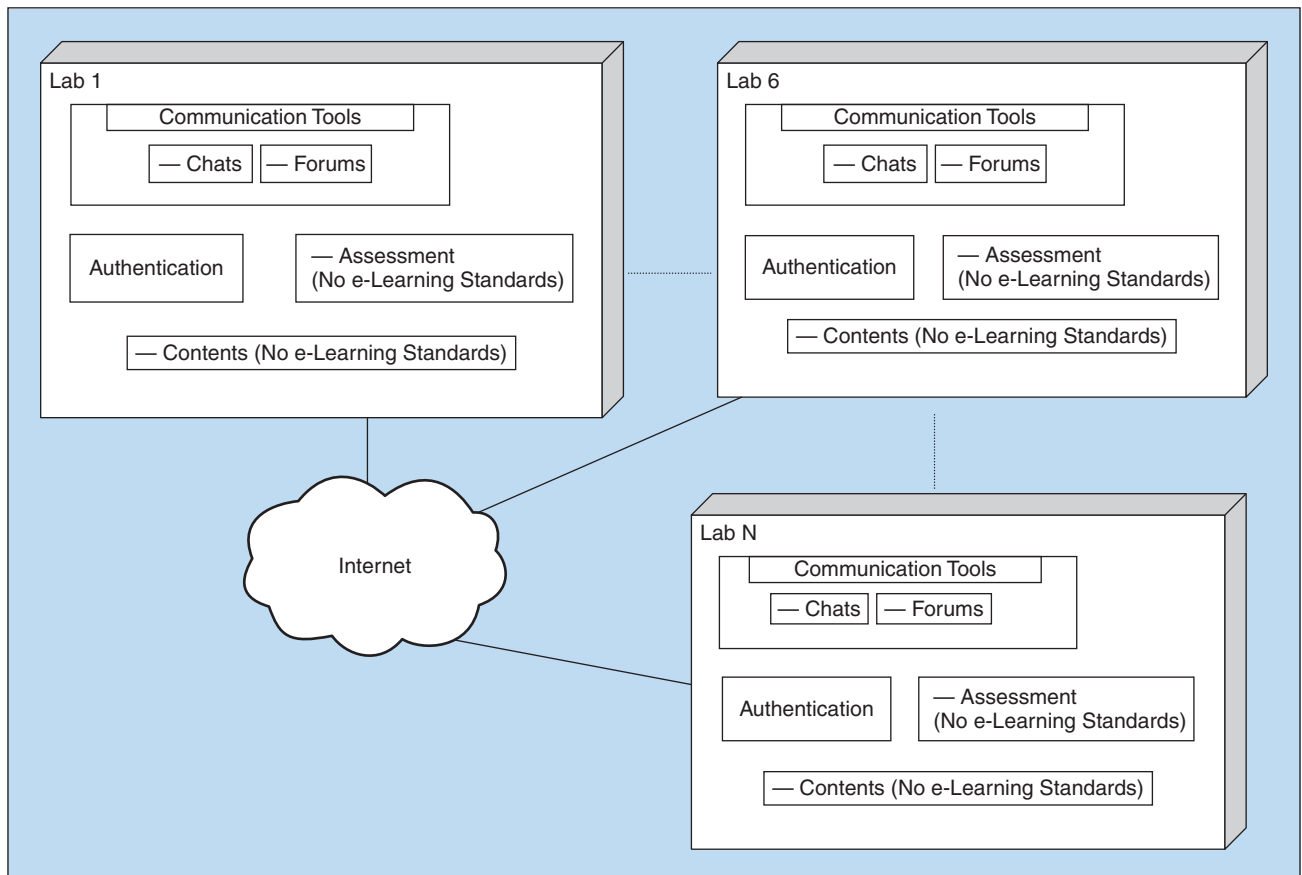 Lab 1
Communication Tools
— Chats
— Forums
Authentication
— Assessment
(No e-Learning Standards)
— Contents (No e-Learning Standards)
Lab 6
Communication Tools
— Chats
— Forums
Authentication
— Assessment
(No e-Learning Standards)
— Contents (No e-Learning Standards)
Internet
Lab N
Communication Tools
— Chats
— Forums
Authentication
— Assessment
(No e-Learning Standards)
— Contents (No e-Learning Standards)